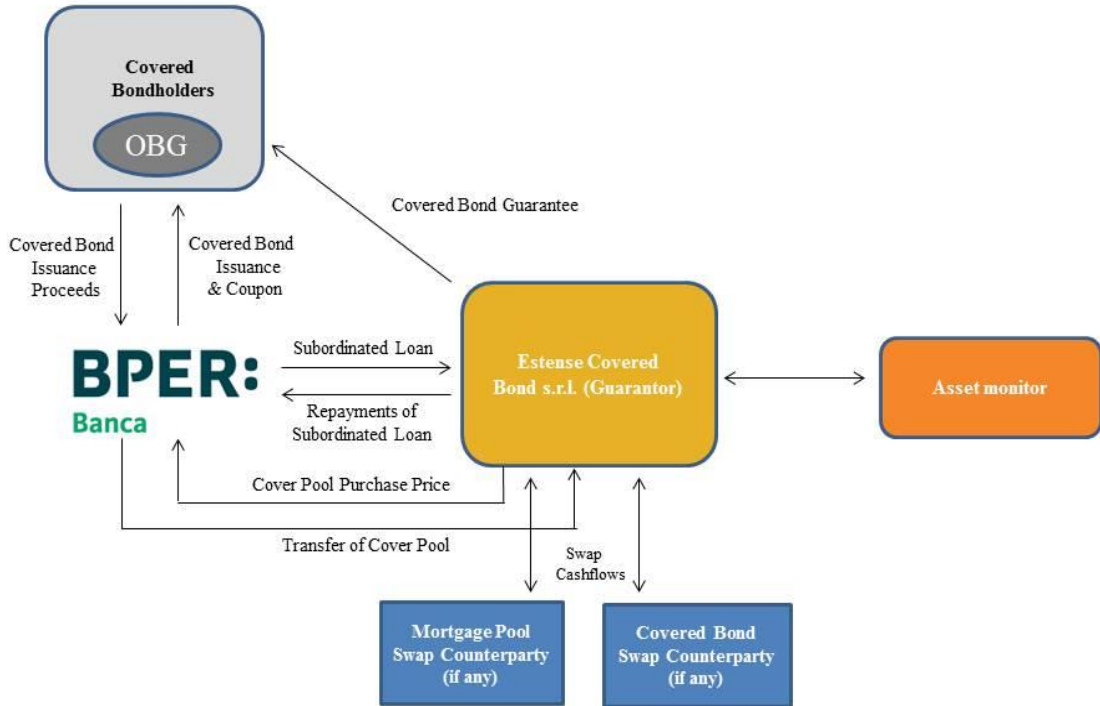 Covered
Bondholders
OBG
Covered Bond Guarantee
Covered Bond
Issuance
Proceeds
Covered Bond
Issuance
& Coupon
BPER:
Banca
Subordinated Loan
Repayments of
Subordinated Loan
Estense Covered
Bond s.r.l. (Guarantor)
Asset monitor
Cover Pool Purchase Price
Transfer of Cover Pool
Swap
Cashflows
Mortgage Pool
Swap Counterparty
(if any)
Covered Bond
Swap Counterparty
(if any)